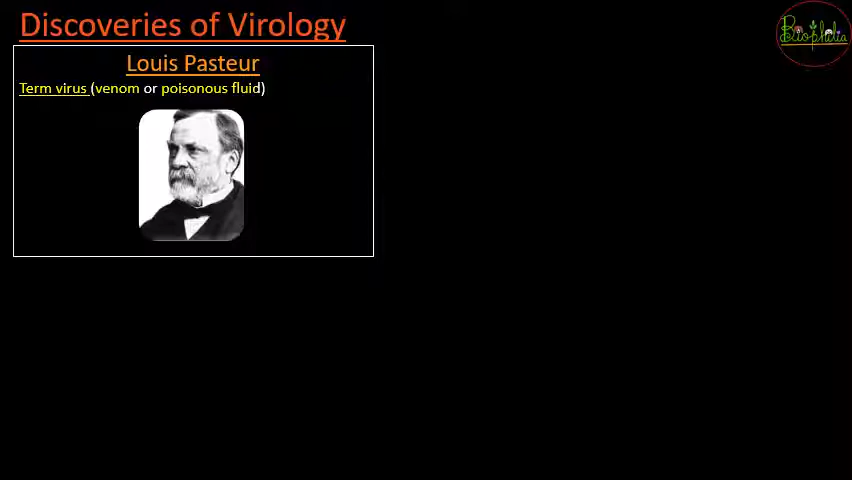 Discoveries of Virology
Biophilia
Louis Pasteur
Term virus (venom or poisonous fluid)